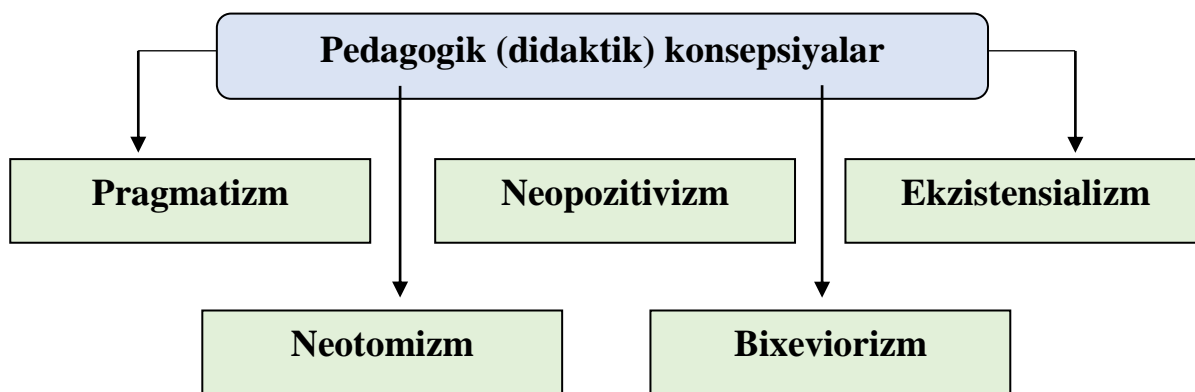 Pedagogik (didaktik) konsepsiyalar
Pragmatizm
Neopozitivizm
Ekzistensializm
Neotomizm
Bixeviorizm